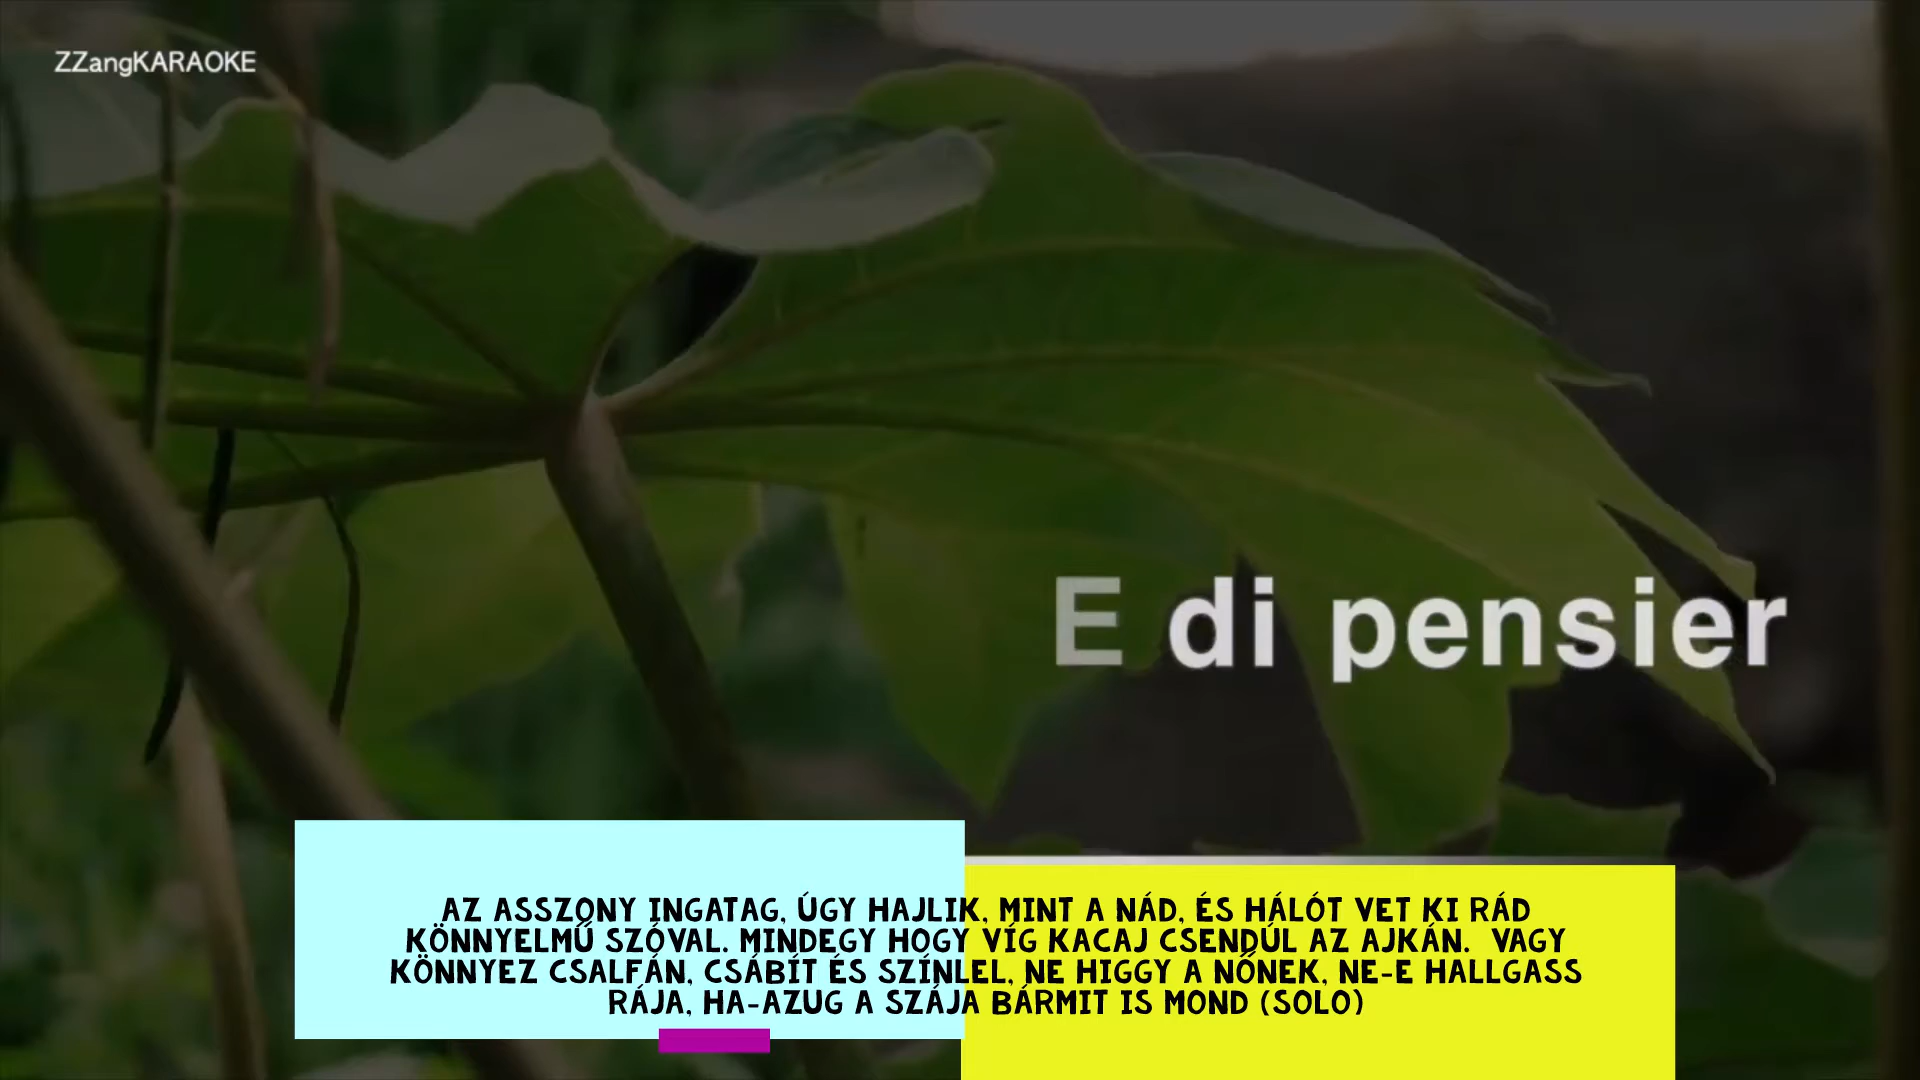 ZZangKARAOKE
E di pensier
AZ ASSZONY INGATAG, ÚGY HAJLIK, MINT A NÁD, ÉS HÁLÓT VET KI RÁD
KÖNNYELMŰ SZÓVAL. MINDEGY HOGY VÍG KACAJ CSENDÚL AZ AJKÁN. VAGY
KÖNNYEZ CSALFÁN, CSÁBÍT ÉS SZÍNLEL, NE HIGGY A NŐNEK, NE-E HALLGASS
RÁJA, HA-AZUG A SZÁJA BÁRMIT IS MOND (SOLO)